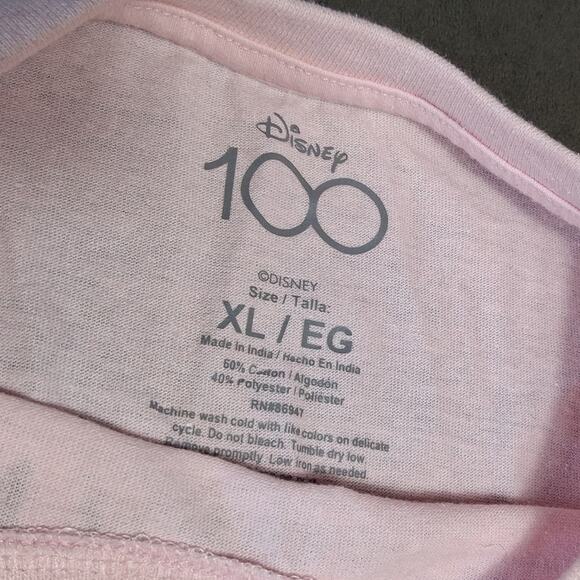 Disney
100
©DISNEY
Size / Talla:
XL / EG
Made in India / Hecho En India
60% Cotton / Algodón
40% Polyester / Poliéster
RN#86947
Machine wash cold with like colors on delicate
cycle. Do not bleach. Tumble dry low
Remove promptly. Low iron as needed